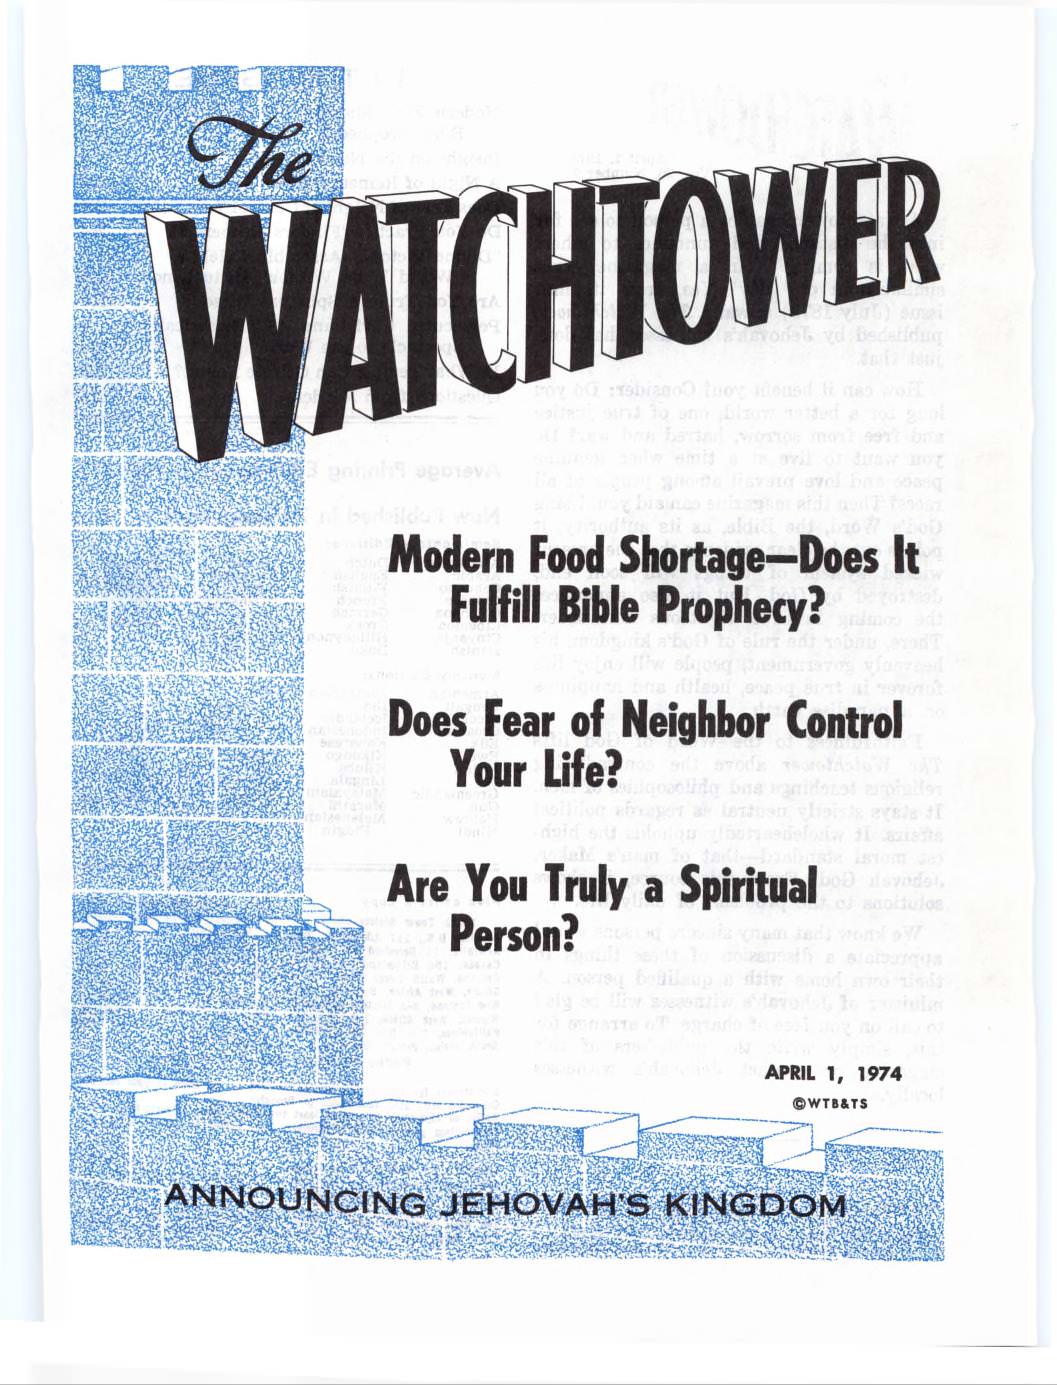 The
WATCHTOWER
Modern Food Shortage—Does It
Fulfill Bible Prophecy?
Does Fear of Neighbor Control
Your Life?
Are You Truly a Spiritual
Person?
APRIL 1, 1974
©WTB&TS
ANNOUNCING JEHOVAH'S KINGDOM